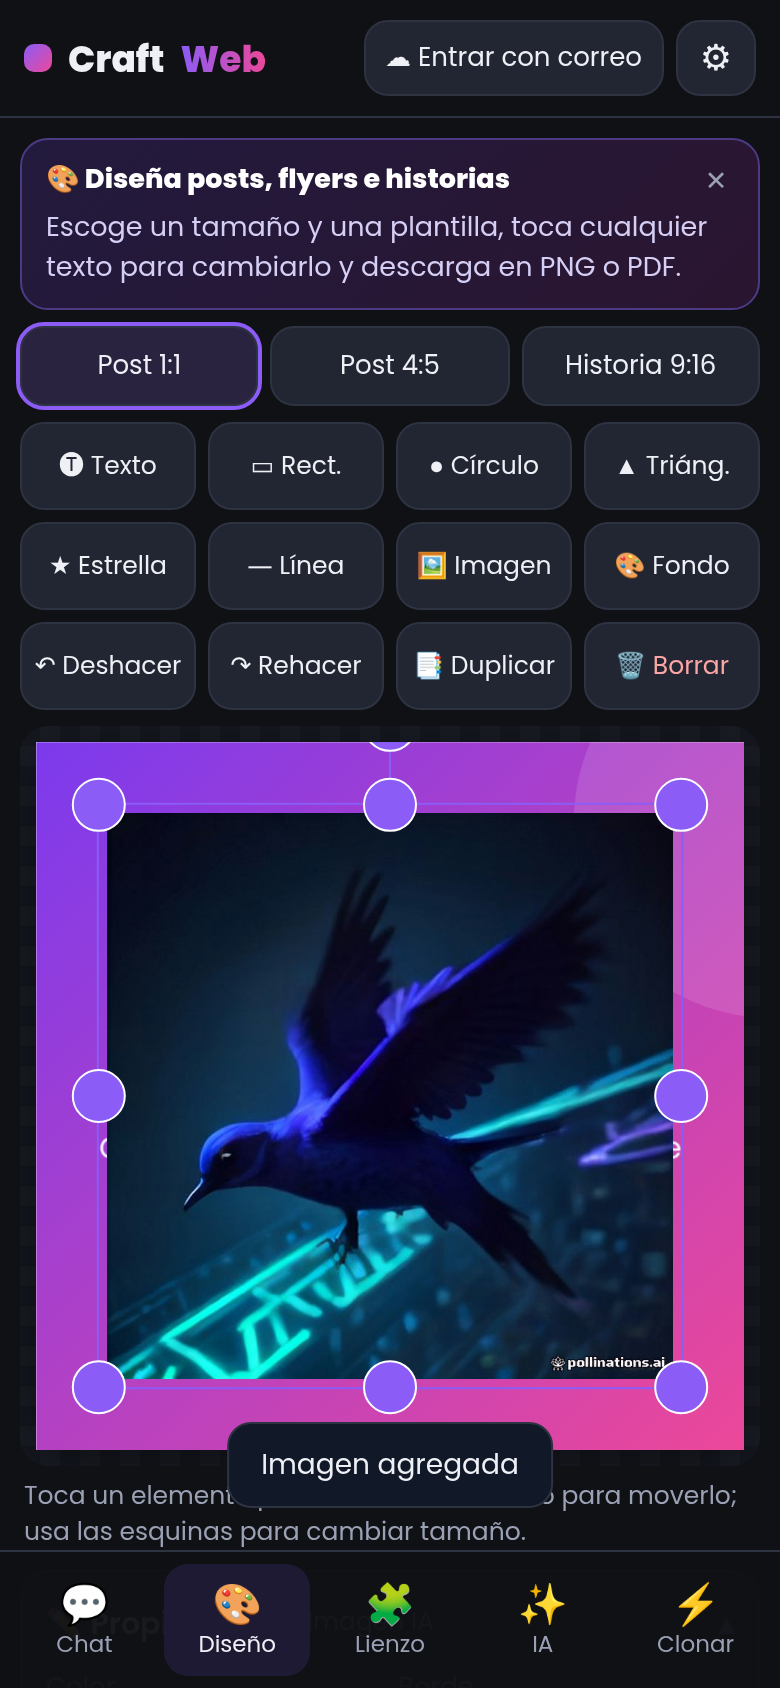 Craft Web
☁ Entrar con correo
⚙
🎨 Diseña posts, flyers e historias
✕
Escoge un tamaño y una plantilla, toca cualquier
texto para cambiarlo y descarga en PNG o PDF.
Post 1:1
Post 4:5
Historia 9:16
🅣 Texto
▭ Rect.
● Círculo
▲ Triáng.
★ Estrella
— Línea
🖼️ Imagen
🎨 Fondo
↶ Deshacer
↷ Rehacer
📑 Duplicar
🗑️ Borrar
pollinations.ai
Imagen agregada
Toca un para moverlo;
usa las esquinas para cambiar tamaño.
💬 Chat
🎨 Diseño
🧩 Lienzo
✨ IA
⚡ Clonar